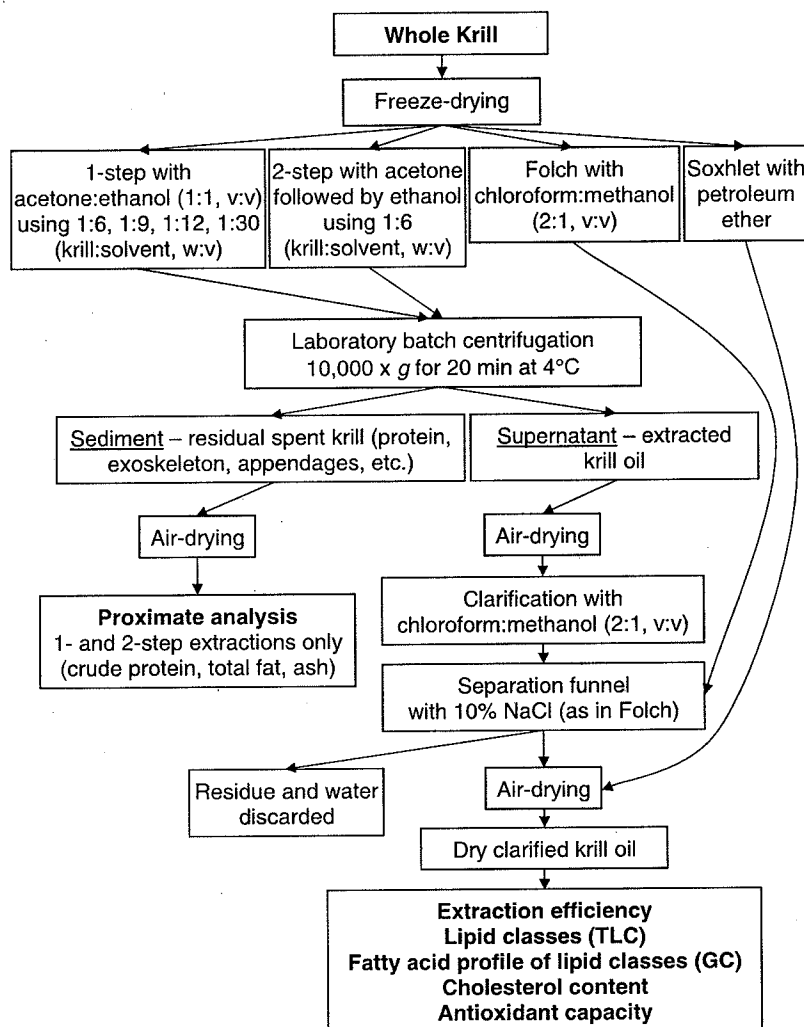 Whole Krill
Freeze-drying
1-step with
acetone:ethanol (1:1, v:v)
using 1:6, 1:9, 1:12, 1:30
(krill:solvent, w:v)
2-step with acetone
followed by ethanol
using 1:6
(krill:solvent, w:v)
Folch with
chloroform:methanol
(2:1, v:v)
Soxhlet with
petroleum
ether
Laboratory batch centrifugation
10,000 x g for 20 min at 4°C
Sediment – residual spent krill (protein,
exoskeleton, appendages, etc.)
Supernatant – extracted
krill oil
Air-drying
Air-drying
Proximate analysis
1- and 2-step extractions only
(crude protein, total fat, ash)
Clarification with
chloroform:methanol (2:1, v:v)
Separation funnel
with 10% NaCl (as in Folch)
Residue and water
discarded
Air-drying
Dry clarified krill oil
Extraction efficiency
Lipid classes (TLC)
Fatty acid profile of lipid classes (GC)
Cholesterol content
Antioxidant capacity